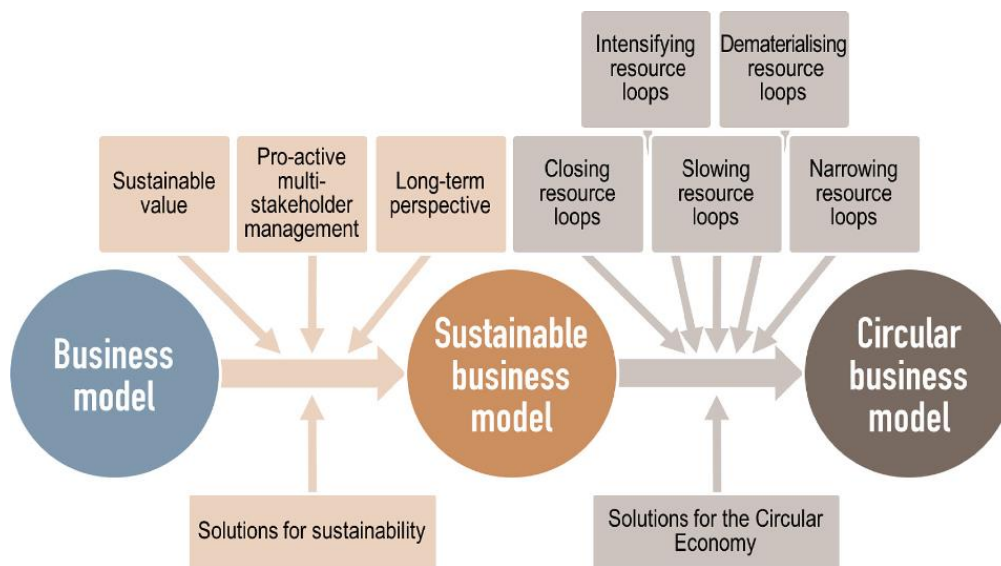 Intensifying
resource
loops
Dematerialising
resource
loops
Sustainable
value
Pro-active
multi-
stakeholder
management
Long-term
perspective
Closing
resource
loops
Slowing
resource
loops
Narrowing
resource
loops
Business
model
Sustainable
business
model
Circular
business
model
Solutions for sustainability
Solutions for the Circular
Economy